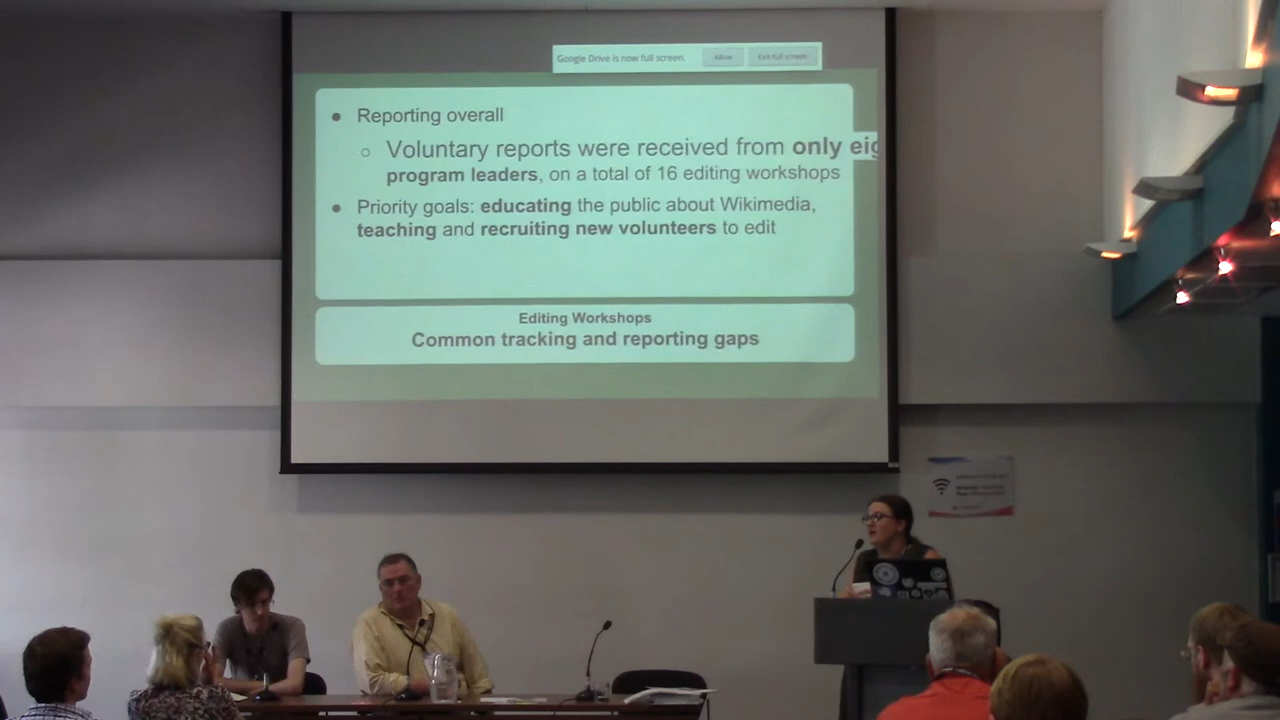 Google Drive is now full screen. Allow Exit full screen
● Reporting overall
○ Voluntary reports were received from only eig
program leaders, on a total of 16 editing workshops
● Priority goals: educating the public about Wikimedia,
teaching and recruiting new volunteers to edit
Editing Workshops
Common tracking and reporting gaps